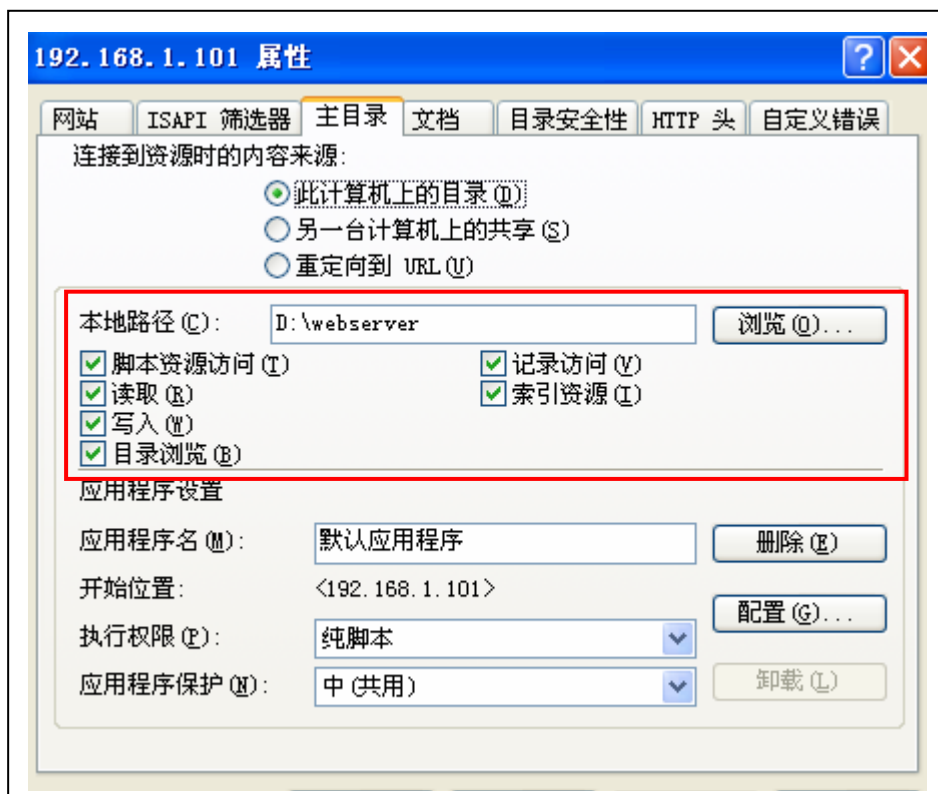 192.168.1.101 属性
网站 ISAPI 筛选器 主目录 文档 目录安全性 HTTP 头 自定义错误
连接到资源时的内容来源:
此计算机上的目录(D)
另一台计算机上的共享(S)
重定向到 URL(U)
本地路径(C): D:\webserver 浏览(O)...
脚本资源访问(T) 记录访问(V)
读取(R) 索引资源(I)
写入(W)
目录浏览(B)
应用程序设置
应用程序名(M): 默认应用程序 删除(E)
开始位置: <192.168.1.101>
配置(G)...
执行权限(P): 纯脚本
应用程序保护(N): 中(共用) 卸载(L)